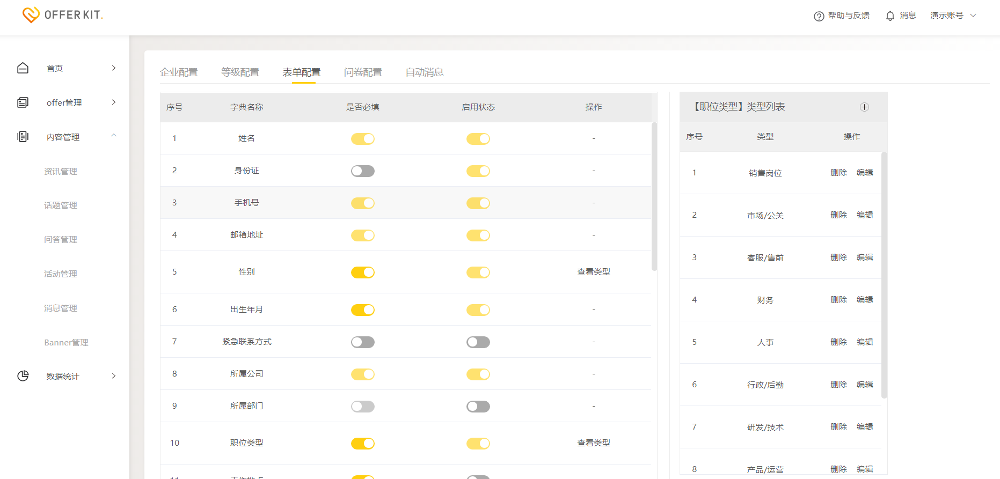 OFFER KIT.
帮助与反馈 消息 演示账号
首页
offer管理
内容管理
资讯管理
话题管理
问答管理
活动管理
消息管理
Banner管理
数据统计
企业配置 等级配置 表单配置 问卷配置 自动消息
序号 字典名称 是否必填 启用状态 操作
1 姓名 -
2 身份证 -
3 手机号 -
4 邮箱地址 -
5 性别 查看类型
6 出生年月 -
7 紧急联系方式 -
8 所属公司 -
9 所属部门 -
10 职位类型 查看类型
11 工作地点
【职位类型】类型列表
序号 类型 操作
1 销售岗位 删除 编辑
2 市场/公关 删除 编辑
3 客服/售前 删除 编辑
4 财务 删除 编辑
5 人事 删除 编辑
6 行政/后勤 删除 编辑
7 研发/技术 删除 编辑
8 产品/运营 删除 编辑